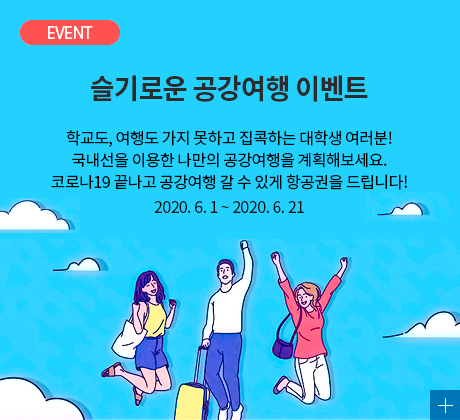 EVENT
슬기로운 공강여행 이벤트
학교도, 여행도 가지 못하고 집콕하는 대학생 여러분!
국내선을 이용한 나만의 공강여행을 계획해보세요.
코로나19 끝나고 공강여행 갈 수 있게 항공권을 드립니다!
2020. 6. 1 ~ 2020. 6. 21